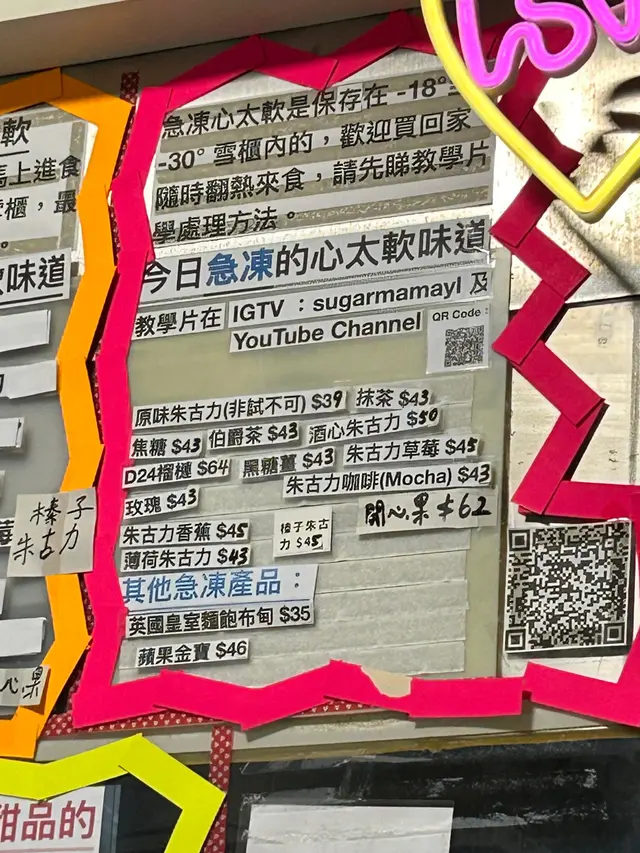 急凍心太軟是保存在 -18°至
-30° 雪櫃內的，歡迎買回家
隨時翻熱來食，請先睇教學片
學處理方法。
今日急凍的心太軟味道
教學片在 IGTV：sugarmamayl 及
YouTube Channel QR Code：
原味朱古力(非試不可) $39 抹茶 $43
焦糖 $43 伯爵茶 $43 酒心朱古力 $50
D24榴槤 $64 黑糖薑 $43 朱古力草莓 $45
玫瑰 $43 朱古力咖啡(Mocha) $43
朱古力香蕉 $45 榛子朱古力 $45 開心果 $62
薄荷朱古力 $43
其他急凍產品：
英國皇室麵飽布甸 $35
蘋果金寶 $46
軟
馬上進食
雪櫃，最
。
軟味道
榛子
朱古力
莓
心果
甜品的